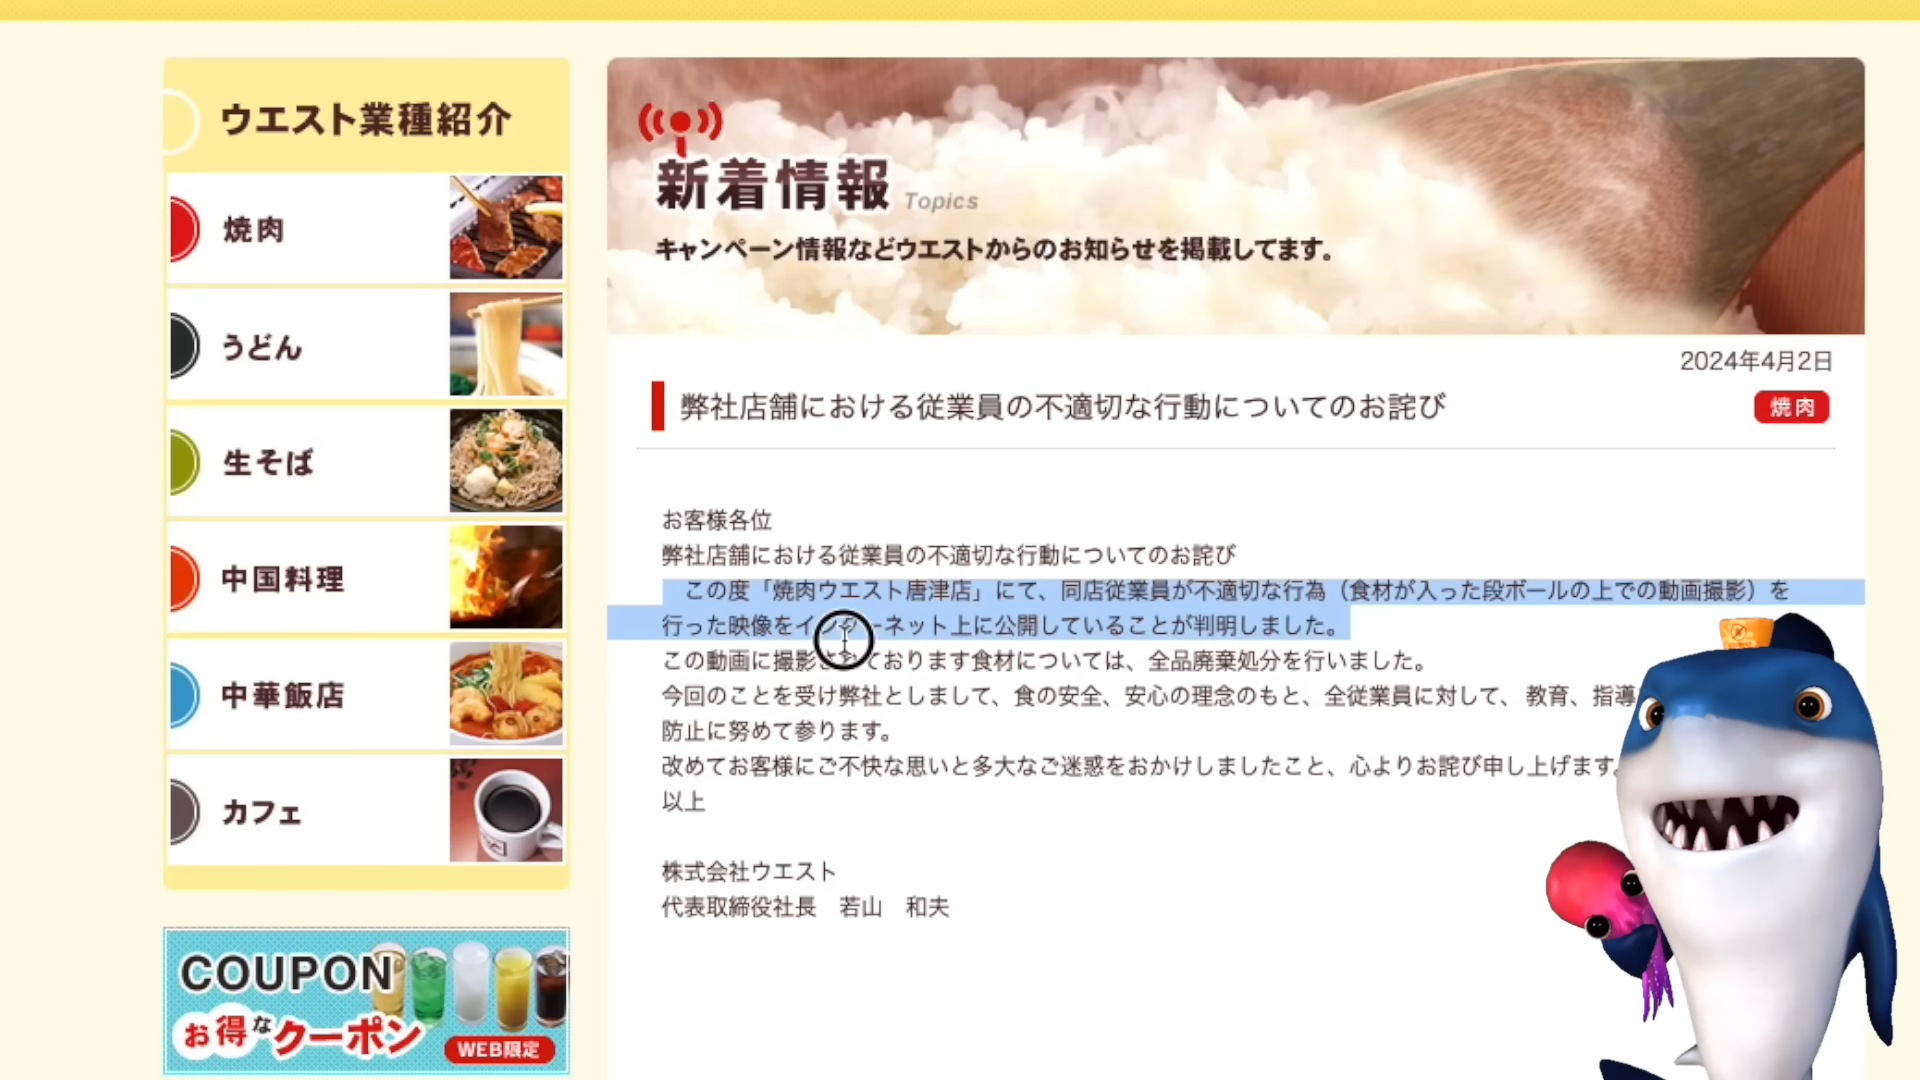 ウエスト業種紹介
焼肉
うどん
生そば
中国料理
中華飯店
カフェ
COUPON
お得なクーポン
WEB限定
新着情報 Topics
キャンペーン情報などウエストからのお知らせを掲載してます。
2024年4月2日
弊社店舗における従業員の不適切な行動についてのお詫び
焼肉
お客様各位
弊社店舗における従業員の不適切な行動についてのお詫び
この度「焼肉ウエスト唐津店」にて、同店従業員が不適切な行為（食材が入った段ボールの上での動画撮影）を
行った映像をインターネット上に公開していることが判明しました。
この動画に撮影されております食材については、全品廃棄処分を行いました。
今回のことを受け弊社としまして、食の安全、安心の理念のもと、全従業員に対して、教育、指導
防止に努めて参ります。
改めてお客様にご不快な思いと多大なご迷惑をおかけしましたこと、心よりお詫び申し上げます。
以上
株式会社ウエスト
代表取締役社長　若山　和夫